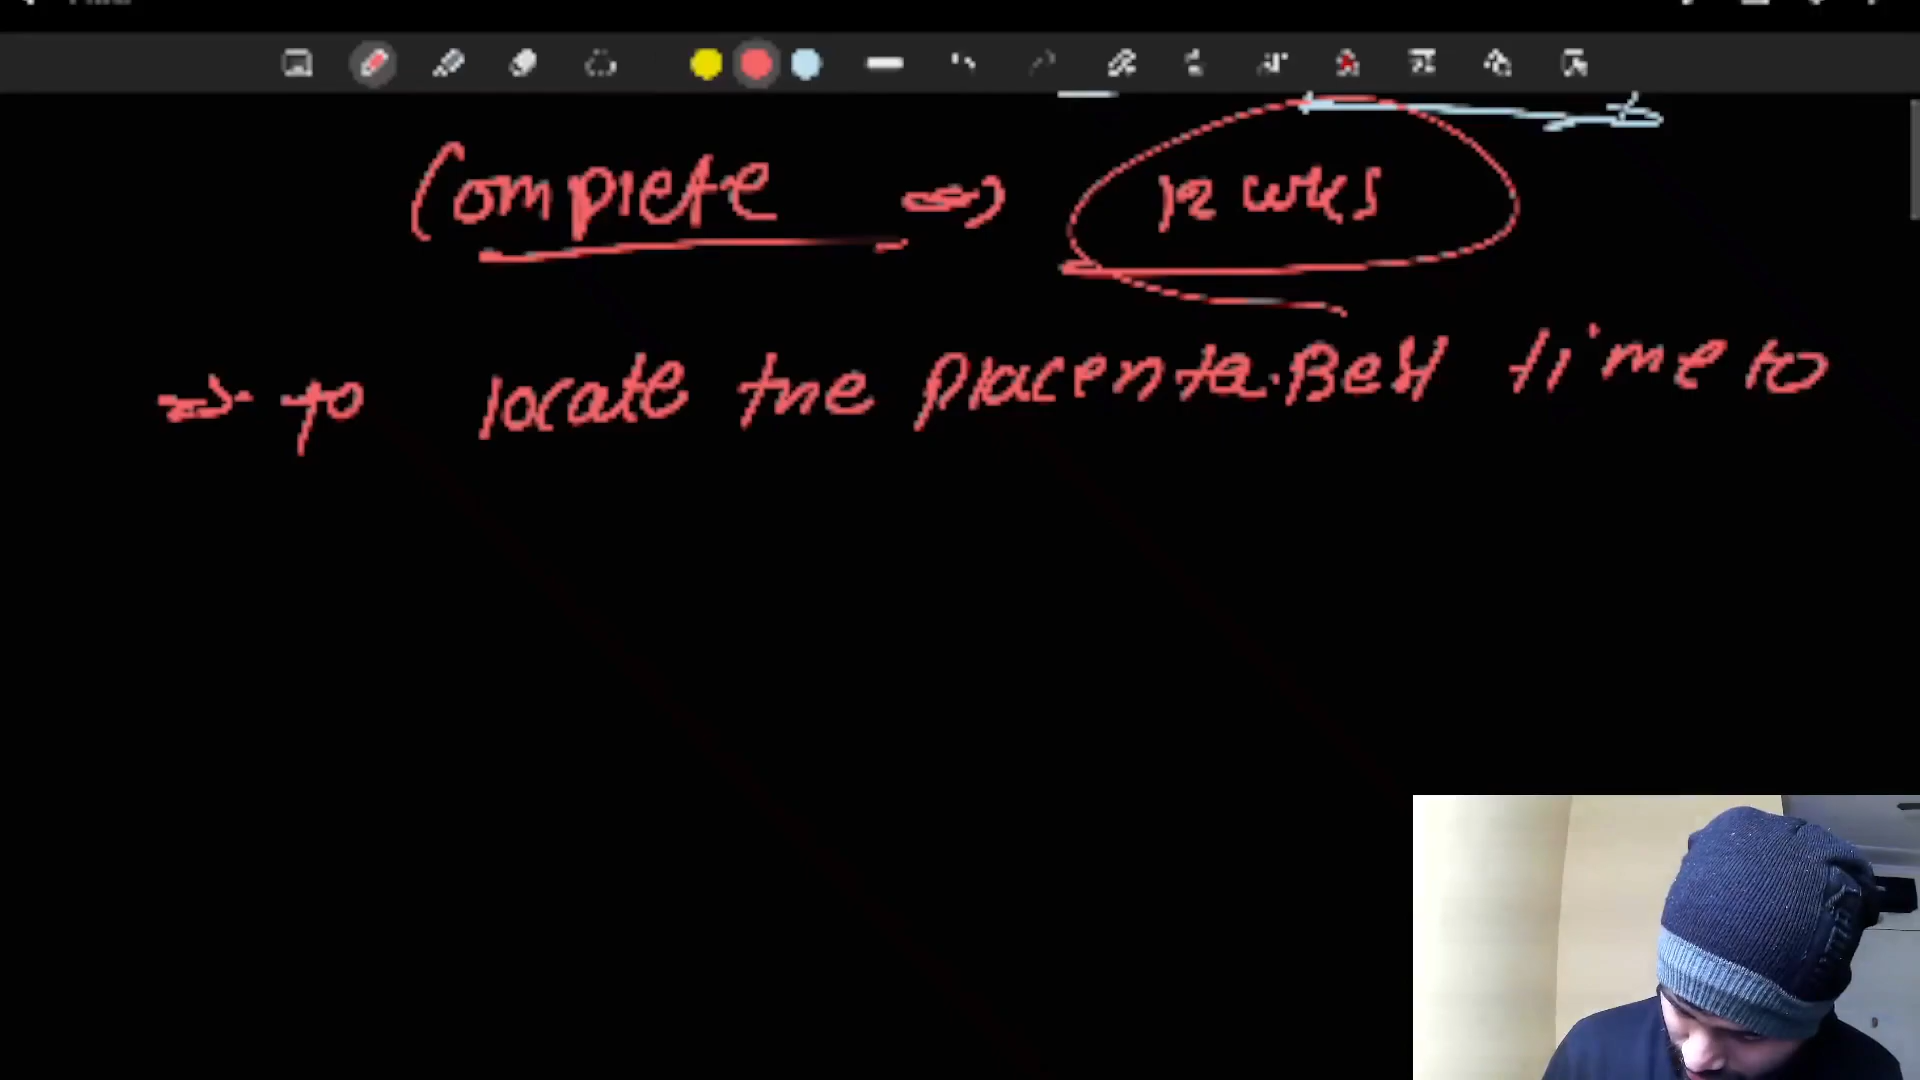 Complete ⇒ 12 wks
⇒ to locate the placenta. Best time to